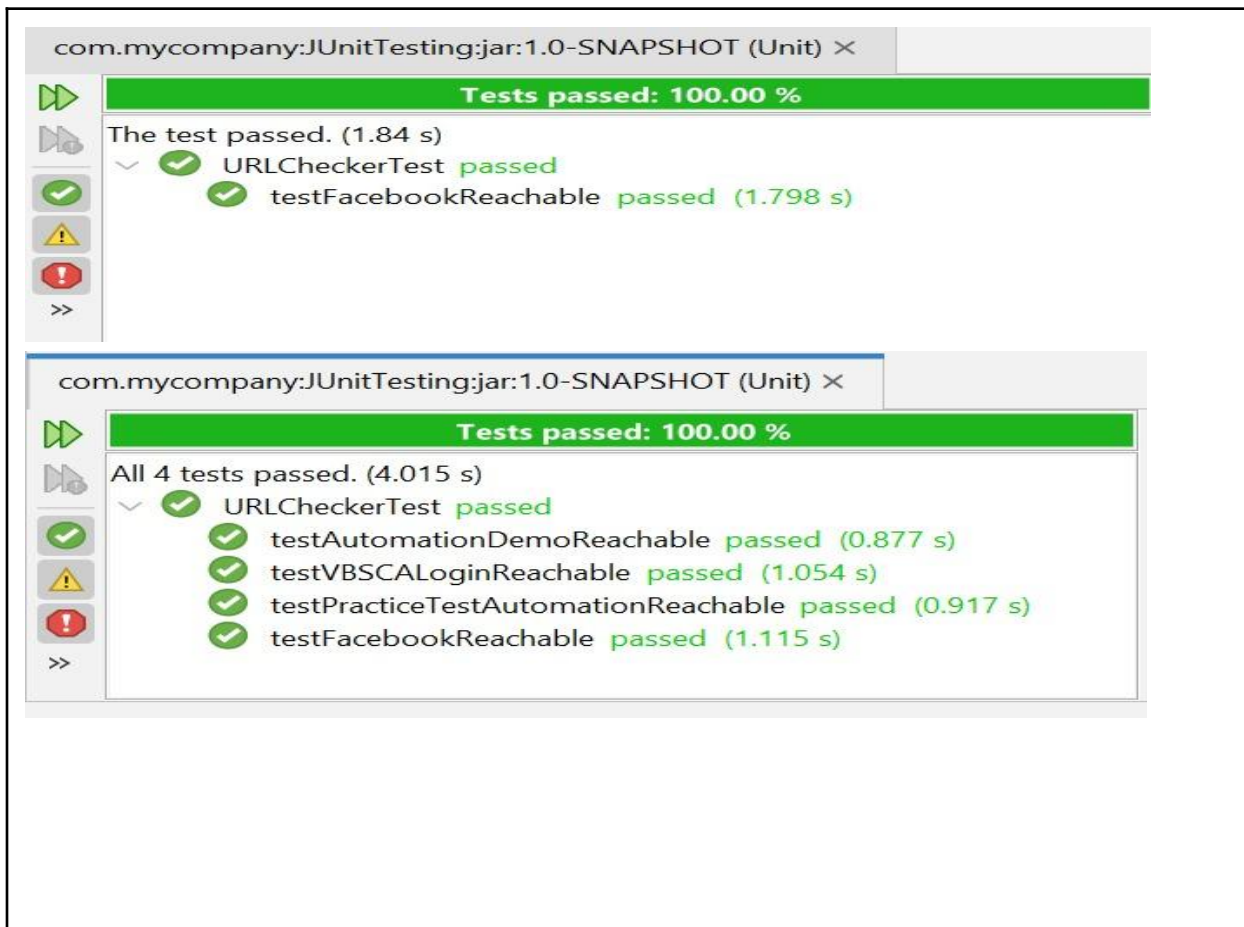 com.mycompany:JUnitTesting:jar:1.0-SNAPSHOT (Unit) ×
Tests passed: 100.00 %
The test passed. (1.84 s)
URLCheckerTest passed
testFacebookReachable passed (1.798 s)
>>
com.mycompany:JUnitTesting:jar:1.0-SNAPSHOT (Unit) ×
Tests passed: 100.00 %
All 4 tests passed. (4.015 s)
URLCheckerTest passed
testAutomationDemoReachable passed (0.877 s)
testVBSCALoginReachable passed (1.054 s)
testPracticeTestAutomationReachable passed (0.917 s)
testFacebookReachable passed (1.115 s)
>>